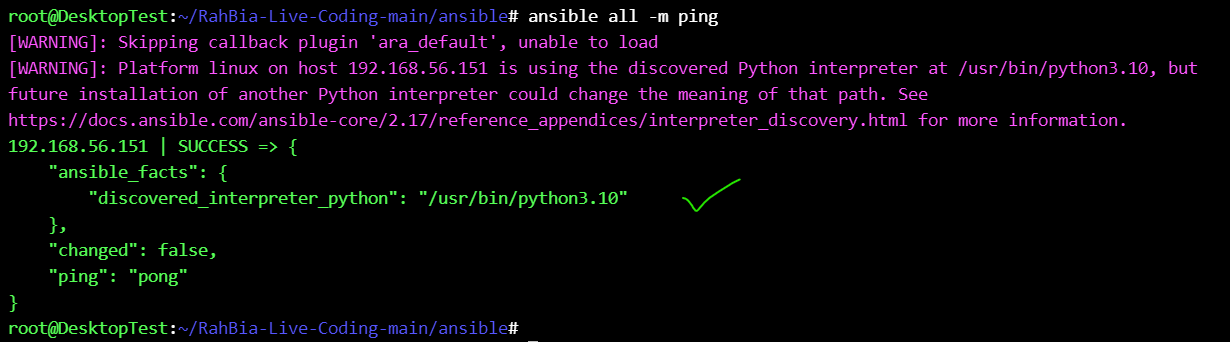 root@DesktopTest:~/RahBia-Live-Coding-main/ansible# ansible all -m ping
[WARNING]: Skipping callback plugin 'ara_default', unable to load
[WARNING]: Platform linux on host 192.168.56.151 is using the discovered Python interpreter at /usr/bin/python3.10, but
future installation of another Python interpreter could change the meaning of that path. See
https://docs.ansible.com/ansible-core/2.17/reference_appendices/interpreter_discovery.html for more information.
192.168.56.151 | SUCCESS => {
    "ansible_facts": {
        "discovered_interpreter_python": "/usr/bin/python3.10"
    },
    "changed": false,
    "ping": "pong"
}
root@DesktopTest:~/RahBia-Live-Coding-main/ansible#